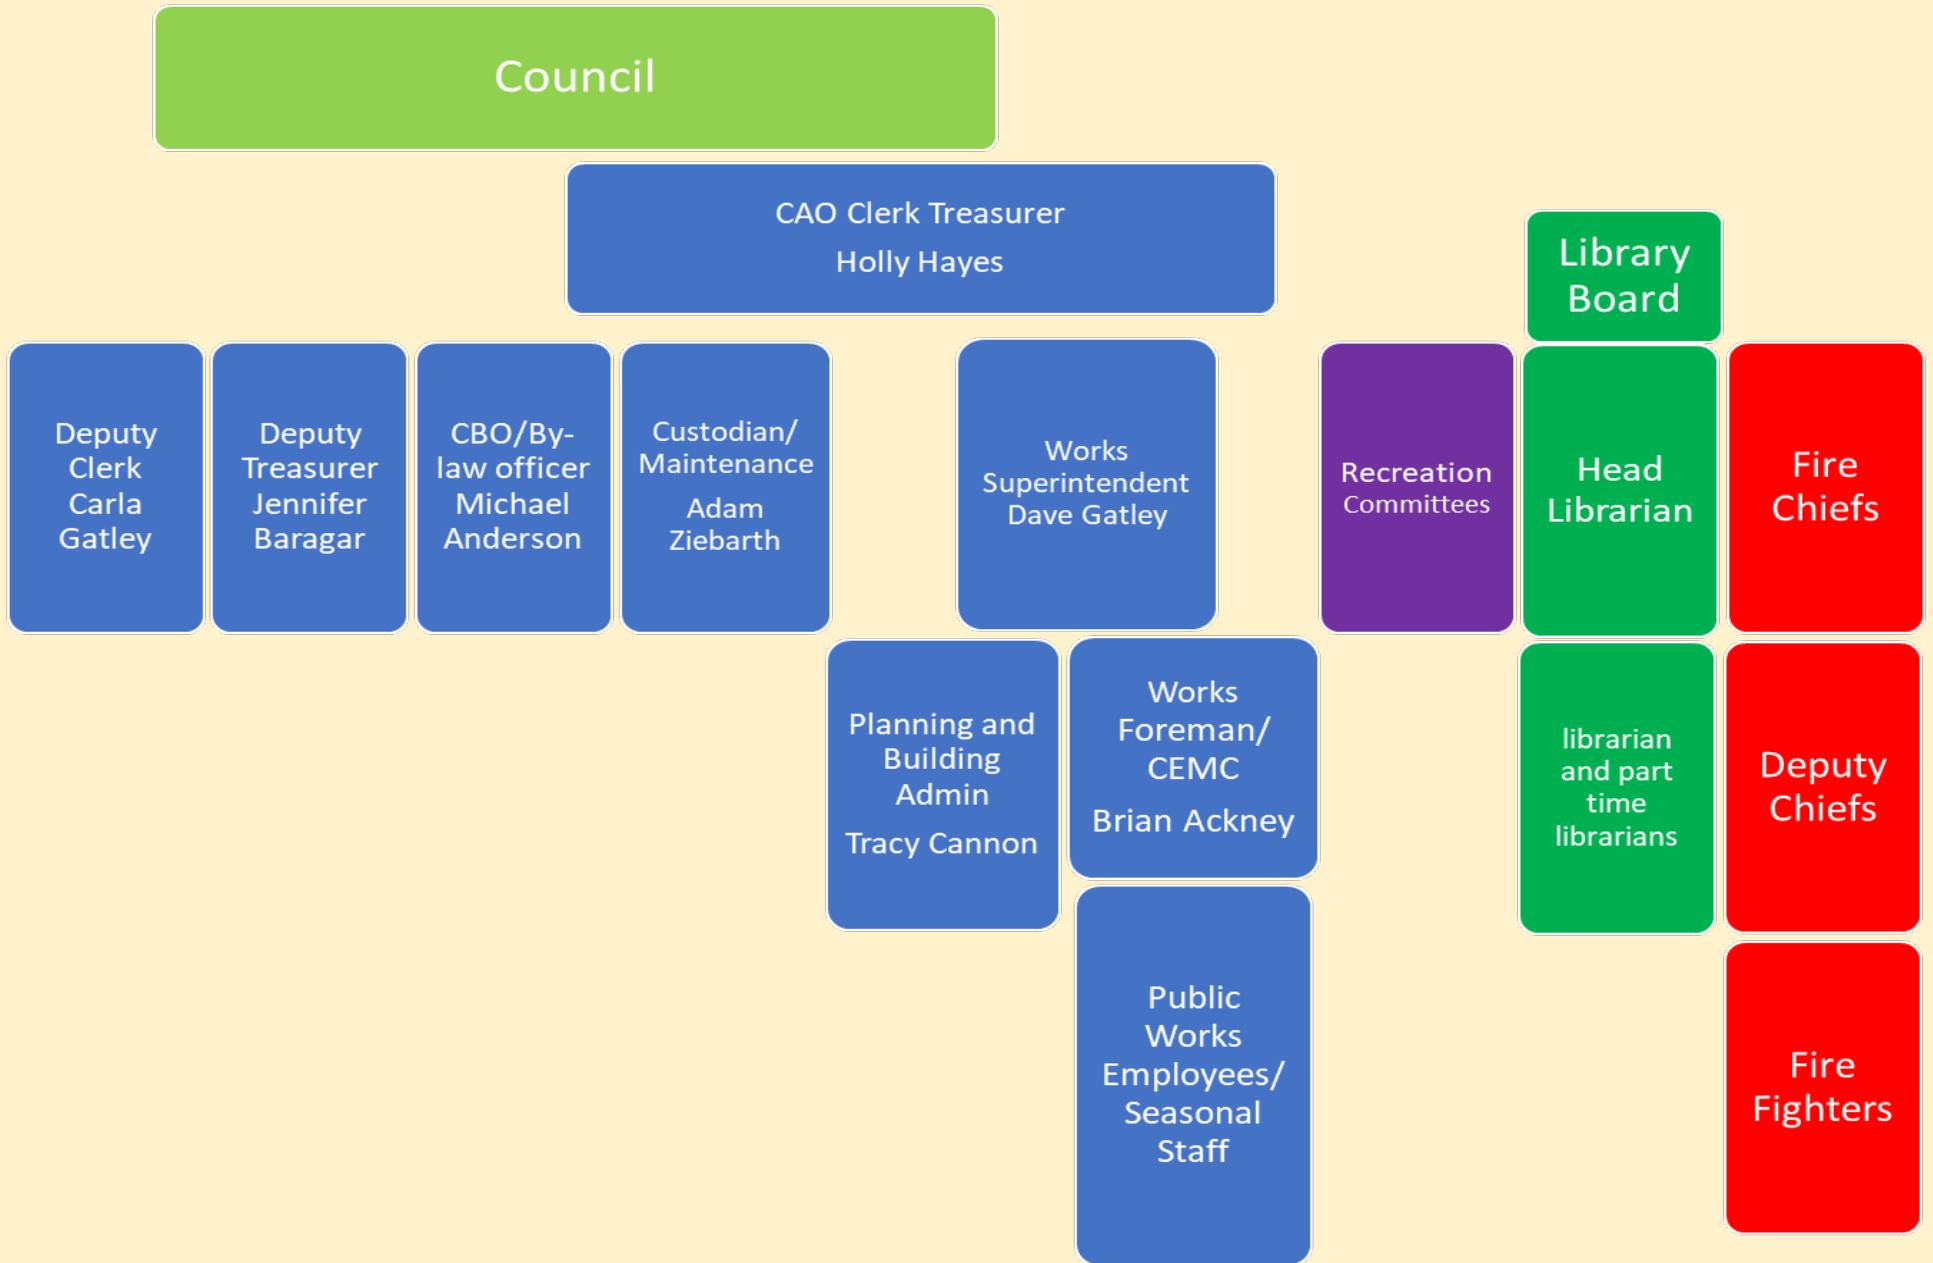 Council
CAO Clerk Treasurer
Holly Hayes
Library
Board
Deputy
Clerk
Carla
Gatley
Deputy
Treasurer
Jennifer
Baragar
CBO/By-
law officer
Michael
Anderson
Custodian/
Maintenance
Adam
Ziebarth
Works
Superintendent
Dave Gatley
Recreation
Committees
Head
Librarian
Fire
Chiefs
Planning and
Building
Admin
Tracy Cannon
Works
Foreman/
CEMC
Brian Ackney
librarian
and part
time
librarians
Deputy
Chiefs
Public
Works
Employees/
Seasonal
Staff
Fire
Fighters